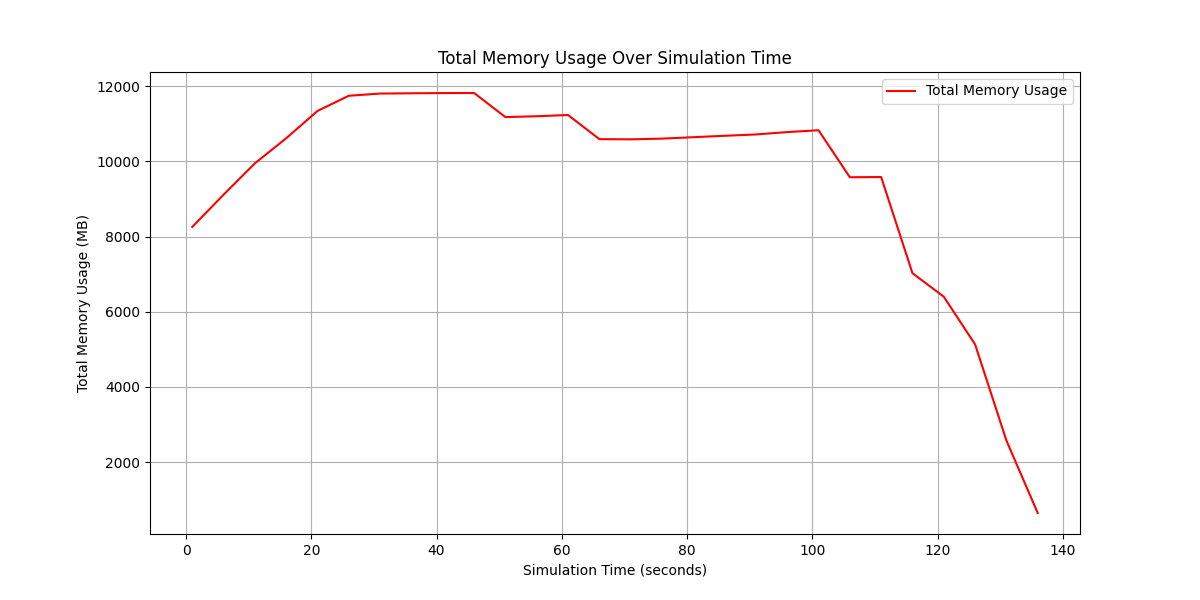 Total Memory Usage Over Simulation Time
Total Memory Usage
Total Memory Usage (MB)
12000
10000
8000
6000
4000
2000
0 20 40 60 80 100 120 140
Simulation Time (seconds)